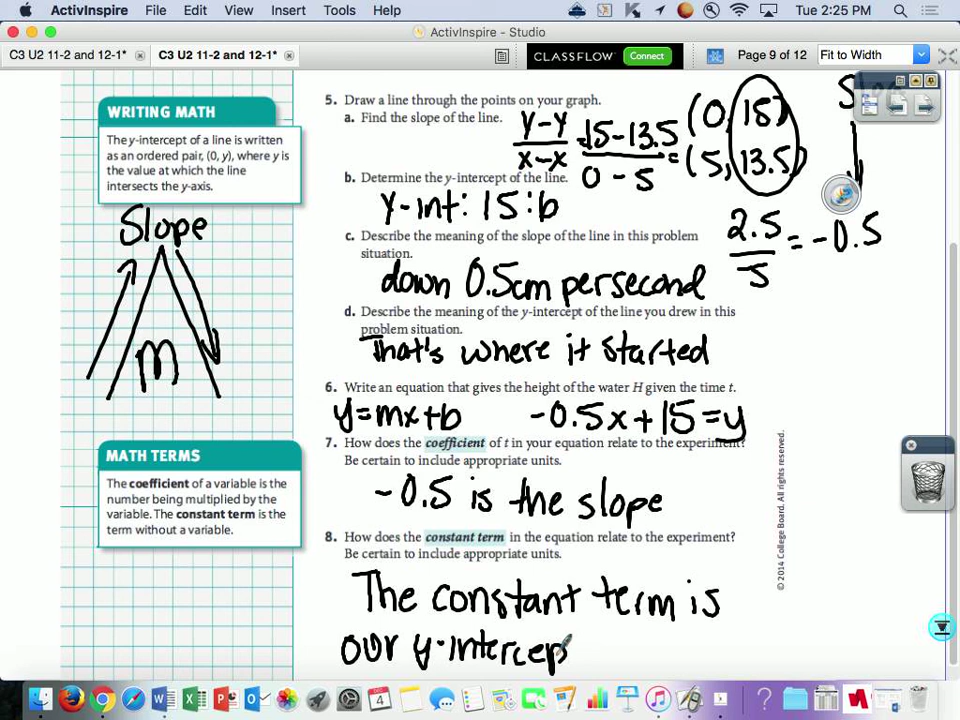 ActivInspire File Edit View Insert Tools Help Tue 2:25 PM
ActivInspire - Studio
C3 U2 11-2 and 12-1* C3 U2 11-2 and 12-1* CLASSFLOW Connect Page 9 of 12 Fit to Width
WRITING MATH
The y-intercept of a line is written
as an ordered pair, (0, y), where y is
the value at which the line
intersects the y-axis.
Slope
m
MATH TERMS
The coefficient of a variable is the
number being multiplied by the
variable. The constant term is the
term without a variable.
5. Draw a line through the points on your graph.
a. Find the slope of the line.
y-y
x-x
=15-13.5
0-5
=
(0, 15)
(5, 13.5)
2.5
5
= -0.5
b. Determine the y-intercept of the line.
y-int: 15 : b
c. Describe the meaning of the slope of the line in this problem
situation.
down 0.5cm per second
d. Describe the meaning of the y-intercept of the line you drew in this
problem situation.
That's where it started
6. Write an equation that gives the height of the water H given the time t.
y=mx+b -0.5x+15=y
7. How does the coefficient of t in your equation relate to the experiment?
Be certain to include appropriate units.
-0.5 is the slope
8. How does the constant term in the equation relate to the experiment?
Be certain to include appropriate units.
The constant term is
our y-intercep
© 2014 College Board. All rights reserved.